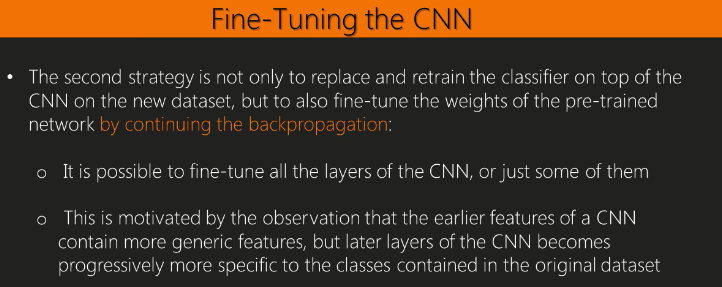 Fine-Tuning the CNN
• The second strategy is not only to replace and retrain the classifier on top of the
CNN on the new dataset, but to also fine-tune the weights of the pre-trained
network by continuing the backpropagation:
o It is possible to fine-tune all the layers of the CNN, or just some of them
o This is motivated by the observation that the earlier features of a CNN
contain more generic features, but later layers of the CNN becomes
progressively more specific to the classes contained in the original dataset